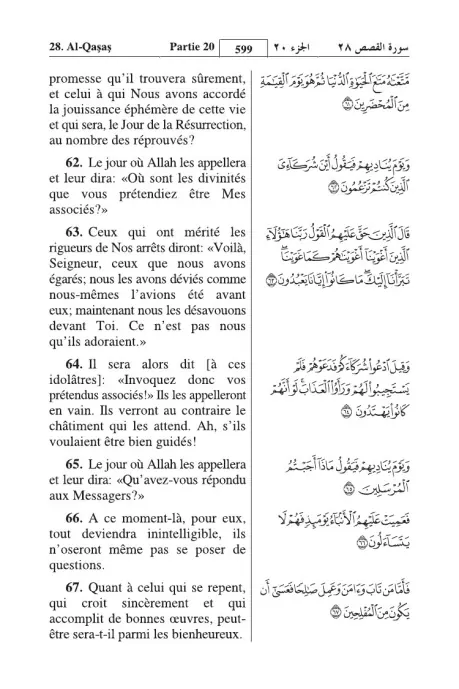 28. Al-Qaṣaṣ Partie 20 599 الجزء ٢٠ سورة القصص ٢٨
promesse qu’il trouvera sûrement,
et celui à qui Nous avons accordé
la jouissance éphémère de cette vie
et qui sera, le Jour de la Résurrection,
au nombre des réprouvés?
62. Le jour où Allah les appellera
et leur dira: «Où sont les divinités
que vous prétendiez être Mes
associés?»
63. Ceux qui ont mérité les
rigueurs de Nos arrêts diront: «Voilà,
Seigneur, ceux que nous avons
égarés; nous les avons déviés comme
nous-mêmes l’avions été avant
eux; maintenant nous les désavouons
devant Toi. Ce n’est pas nous
qu’ils adoraient.»
64. Il sera alors dit [à ces
idolâtres]: «Invoquez donc vos
prétendus associés!» Ils les appelleront
en vain. Ils verront au contraire le
châtiment qui les attend. Ah, s’ils
voulaient être bien guidés!
65. Le jour où Allah les appellera
et leur dira: «Qu’avez-vous répondu
aux Messagers?»
66. A ce moment-là, pour eux,
tout deviendra inintelligible, ils
n’oseront même pas se poser de
questions.
67. Quant à celui qui se repent,
qui croit sincèrement et qui
accomplit de bonnes œuvres, peut-
être sera-t-il parmi les bienheureux.
مَّتَّعْنَٰهُ مَتَٰعَ ٱلْحَيَوٰةِ ٱلدُّنْيَا ثُمَّ هُوَ يَوْمَ ٱلْقِيَٰمَةِ
مِنَ ٱلْمُحْضَرِينَ ٦١
وَيَوْمَ يُنَادِيهِمْ فَيَقُولُ أَيْنَ شُرَكَآءِىَ
ٱلَّذِينَ كُنتُمْ تَزْعُمُونَ ٦٢
قَالَ ٱلَّذِينَ حَقَّ عَلَيْهِمُ ٱلْقَوْلُ رَبَّنَا هَٰٓؤُلَآءِ
ٱلَّذِينَ أَغْوَيْنَآ أَغْوَيْنَٰهُمْ كَمَا غَوَيْنَا ۖ
تَبَرَّأْنَآ إِلَيْكَ ۖ مَا كَانُوٓا۟ إِيَّانَا يَعْبُدُونَ ٦٣
وَقِيلَ ٱدْعُوا۟ شُرَكَآءَكُمْ فَدَعَوْهُمْ فَلَمْ
يَسْتَجِيبُوا۟ لَهُمْ وَرَأَوُا۟ ٱلْعَذَابَ ۚ لَوْ أَنَّهُمْ
كَانُوا۟ يَهْتَدُونَ ٦٤
وَيَوْمَ يُنَادِيهِمْ فَيَقُولُ مَاذَآ أَجَبْتُمُ
ٱلْمُرْسَلِينَ ٦٥
فَعَمِيَتْ عَلَيْهِمُ ٱلْأَنۢبَآءُ يَوْمَئِذٍ فَهُمْ لَا
يَتَسَآءَلُونَ ٦٦
فَأَمَّا مَن تَابَ وَءَامَنَ وَعَمِلَ صَٰلِحًا فَعَسَىٰٓ أَن
يَكُونَ مِنَ ٱلْمُفْلِحِينَ ٦٧